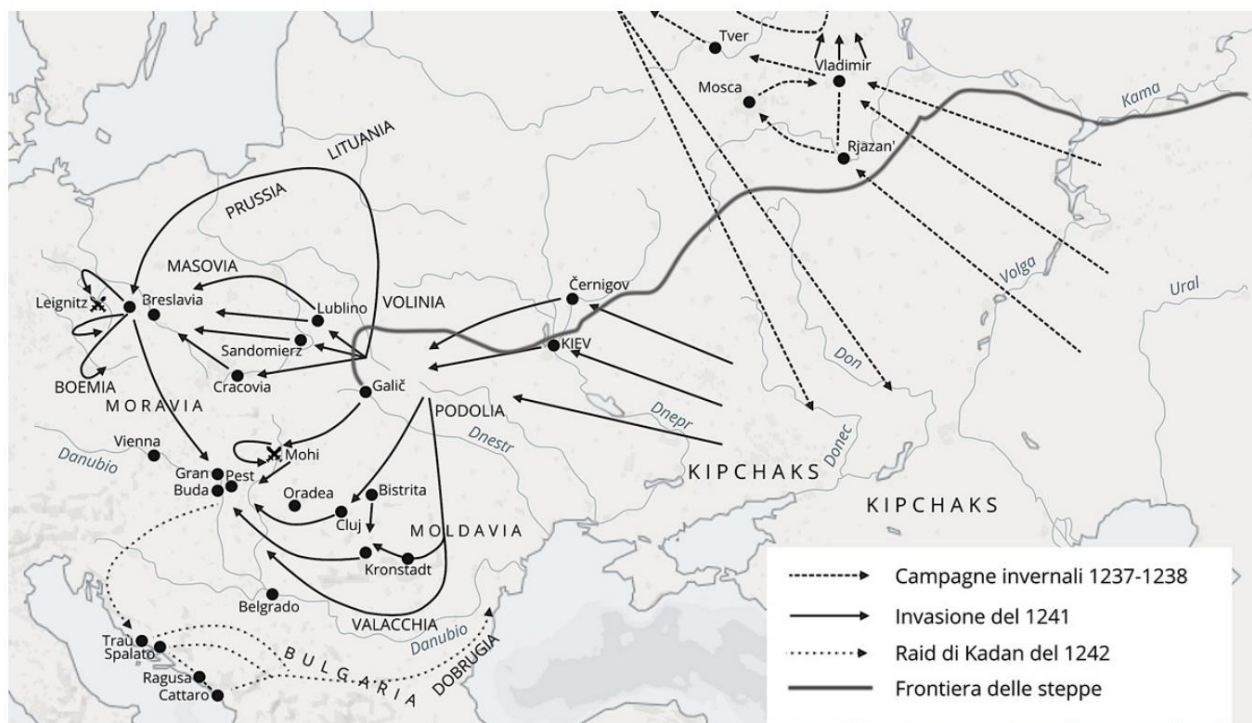 Tver
Vladimir
Mosca
Kama
Rjazan'
LITUANIA
PRUSSIA
MASOVIA
Volga
Ural
Leignitz
Breslavia
Lublino
VOLINIA
Černigov
Sandomierz
KIEV
Don
BOEMIA
Cracovia
Galič
MORAVIA
PODOLIA
Dnepr
Vienna
Mohi
Dnestr
Donec
Danubio
Gran
Pest
KIPCHAKS
Buda
Oradea
Bistrita
Cluj
MOLDAVIA
KIPCHAKS
Kronstadt
Belgrado
VALACCHIA
Danubio
Traù
Spalato
BULGARIA
DOBRUGIA
Ragusa
Cattaro
Campagne invernali 1237-1238
Invasione del 1241
Raid di Kadan del 1242
Frontiera delle steppe